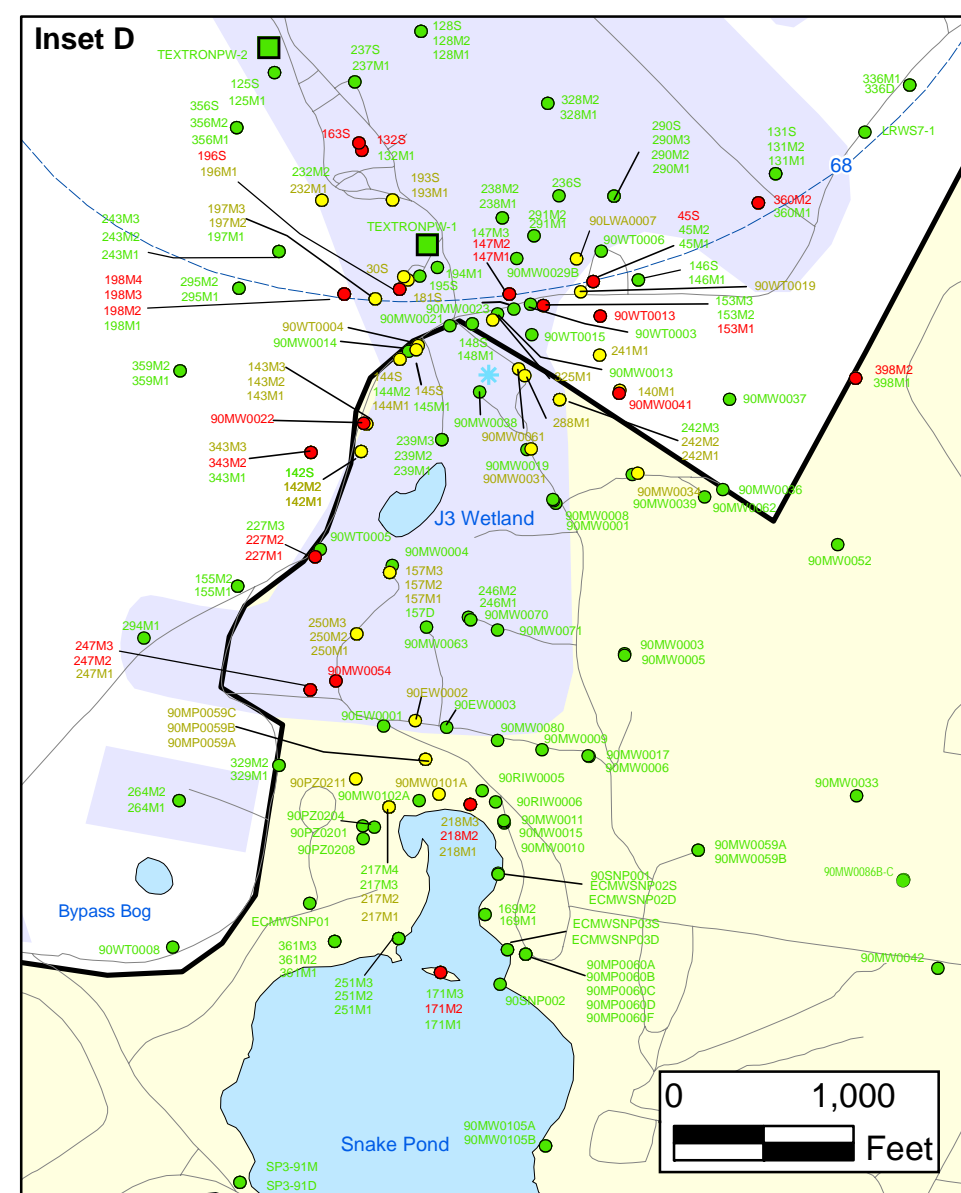 Inset D
TEXTRONPW-2
237S
237M1
128S
128M2
128M1
125S
125M1
356S
356M2
356M1
328M2
328M1
336M1
336D
LRWS7-1
163S
132S
132M1
290S
290M3
290M2
290M1
131S
131M2
131M1
68
196S
196M1
232M2
232M1
193S
193M1
238M2
238M1
236S
360M2
360M1
197M3
197M2
197M1
243M3
243M2
243M1
TEXTRONPW-1
147M3
147M2
147M1
291M2
291M1
90LWA0007
45S
45M2
45M1
90WT0006
30S
194M1
195S
90MW0029B
146S
146M1
198M4
198M3
198M2
198M1
295M2
295M1
181S
90WT0019
90MW0023
90MW0021
90WT0013
153M3
153M2
153M1
90WT0004
90MW0014
148S
148M1
90WT0015
90WT0003
241M1
90MW0013
359M2
359M1
143M3
143M2
143M1
144S
144M2
144M1
145S
145M1
325M1
140M1
90MW0041
398M2
398M1
90MW0037
90MW0022
90MW0038
288M1
242M3
242M2
242M1
343M3
343M2
343M1
142S
142M2
142M1
239M3
239M2
239M1
90MW0061
90MW0019
90MW0031
90MW0034
90MW0039
90MW0036
90MW0062
J3 Wetland
90MW0008
90MW0001
227M3
227M2
227M1
90WT0005
90MW0004
90MW0052
155M2
155M1
157M3
157M2
157M1
157D
246M2
246M1
90MW0070
294M1
250M3
250M2
250M1
90MW0063
90MW0071
90MW0003
90MW0005
247M3
247M2
247M1
90MW0054
90MP0059C
90MP0059B
90MP0059A
90EW0002
90EW0001
90EW0003
90MW0080
90MW0009
90MW0017
90MW0006
329M2
329M1
264M2
264M1
90PZ0211
90MW0101A
90MW0102A
90RIW0005
90RIW0006
90MW0033
90PZ0204
90PZ0201
90PZ0208
218M3
218M2
218M1
90MW0011
90MW0015
90MW0010
90MW0059A
90MW0059B
217M4
217M3
217M2
217M1
90SNP001
ECMWSNP02S
ECMWSNP02D
90MW0086B-C
Bypass Bog
ECMWSNP01
169M2
169M1
ECMWSNP03S
ECMWSNP03D
90WT0008
361M3
361M2
361M1
251M3
251M2
251M1
90MP0060A
90MP0060B
90MP0060C
90MP0060D
90MP0060F
90MW0042
171M3
171M2
171M1
90SNP002
0 1,000
Feet
Snake Pond
90MW0105A
90MW0105B
SP3-91M
SP3-91D